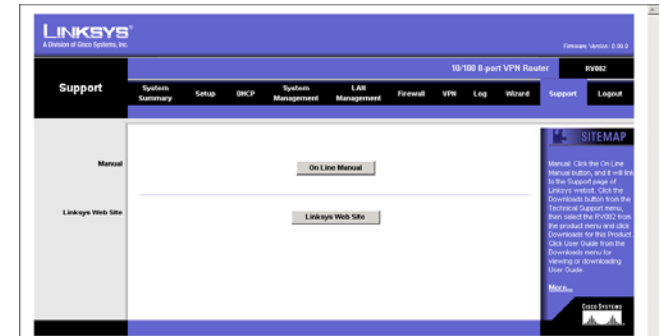 LINKSYS®
A Division of Cisco Systems, Inc.
Firmware Version: 0.99.9
10/100 8-port VPN Router
RV082
Support
System Summary
Setup
DHCP
System Management
LAN Management
Firewall
VPN
Log
Wizard
Support
Logout
Manual
On Line Manual
Linksys Web Site
Linksys Web Site
SITEMAP
Manual: Click the On Line
Manual button, and it will link
to the Support page of
Linksys websit. Click the
Downloads button from the
Technical Support menu,
then select the RV082 from
the product menu and click
Downloads for this Product.
Click User Guide from the
Downloads menu for
viewing or downloading
User Guide.
More...
CISCO SYSTEMS